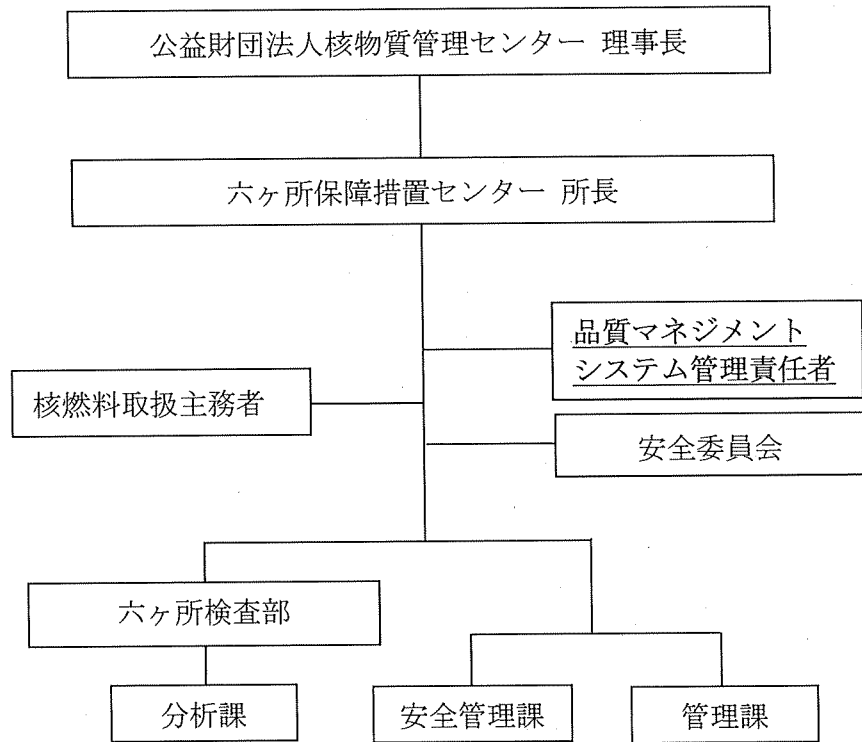 公益財団法人核物質管理センター 理事長
六ヶ所保障措置センター 所長
品質マネジメント
システム管理責任者
核燃料取扱主務者
安全委員会
六ヶ所検査部
分析課
安全管理課
管理課